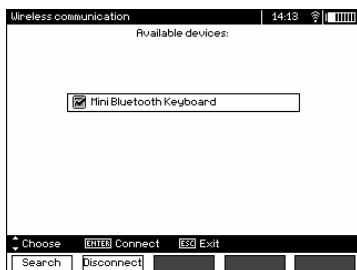 Wireless communication 14:13
Available devices:
Mini Bluetooth Keyboard
Choose ENTER Connect ESC Exit
Search Disconnect